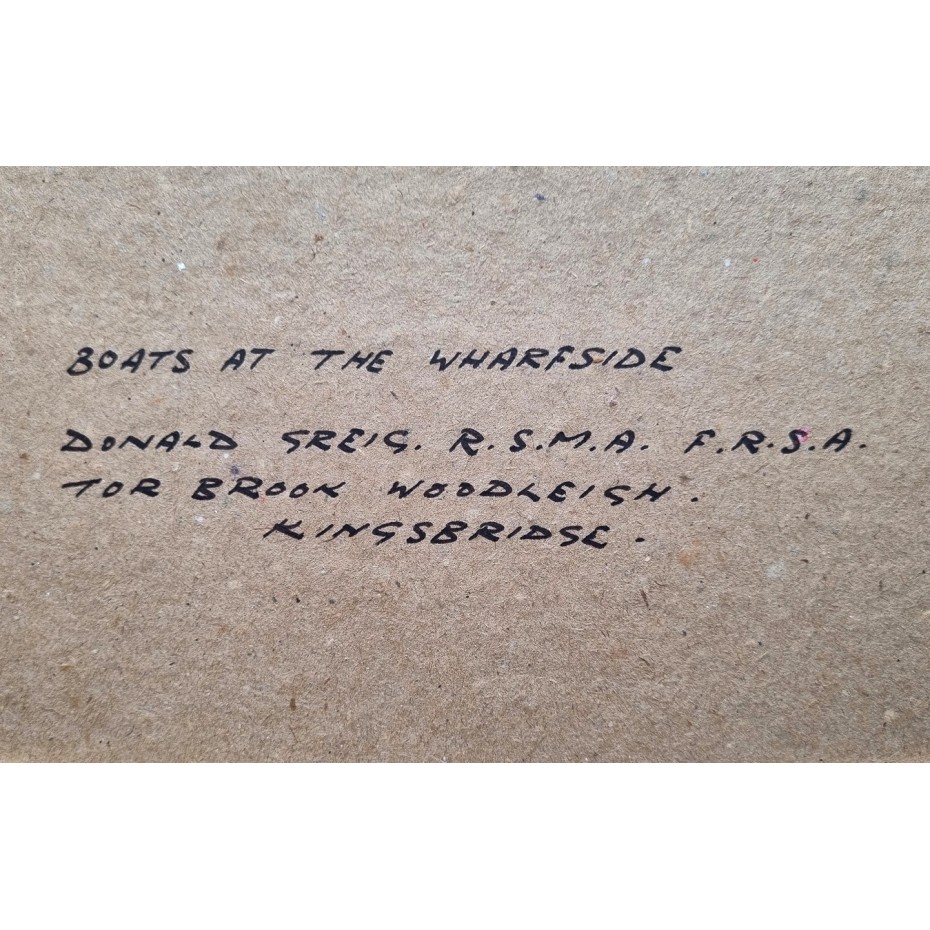 BOATS AT THE WHARFSIDE
DONALD GREIG. R.S.M.A. F.R.S.A.
TOR BROOK WOODLEIGH.
KINGSBRIDGE.